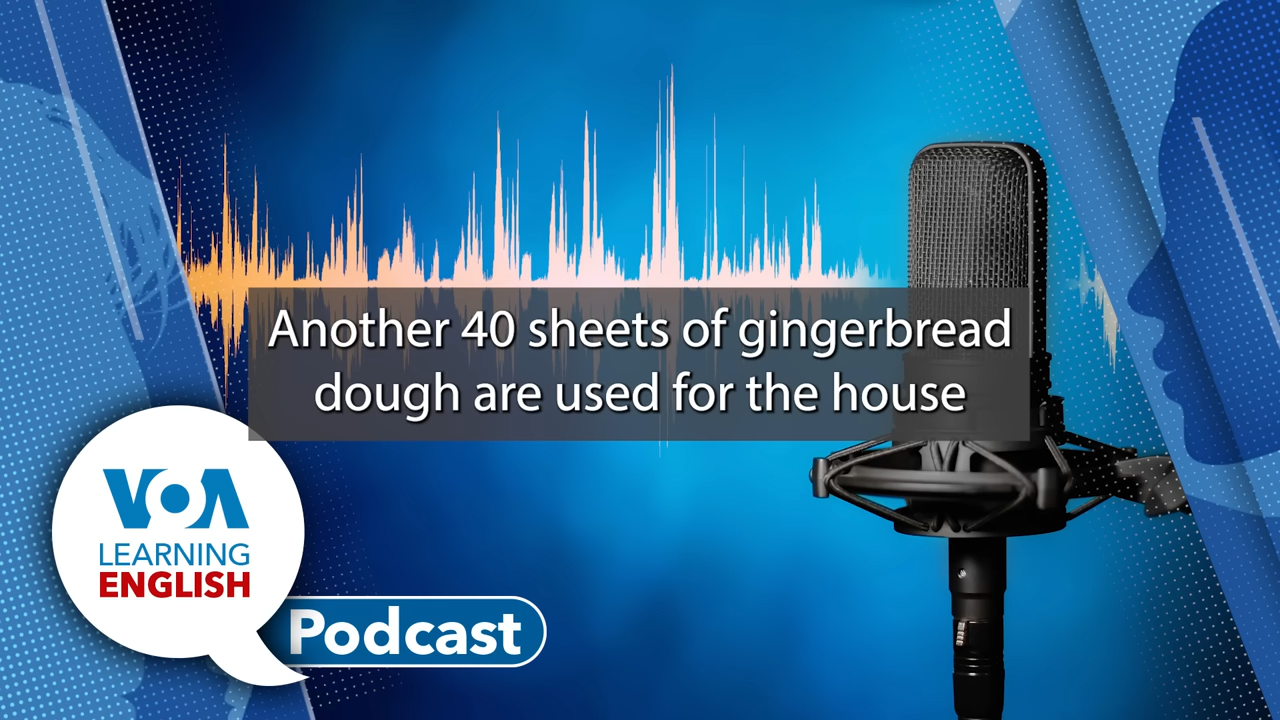 Another 40 sheets of gingerbread
dough are used for the house
VOA
LEARNING
ENGLISH
Podcast